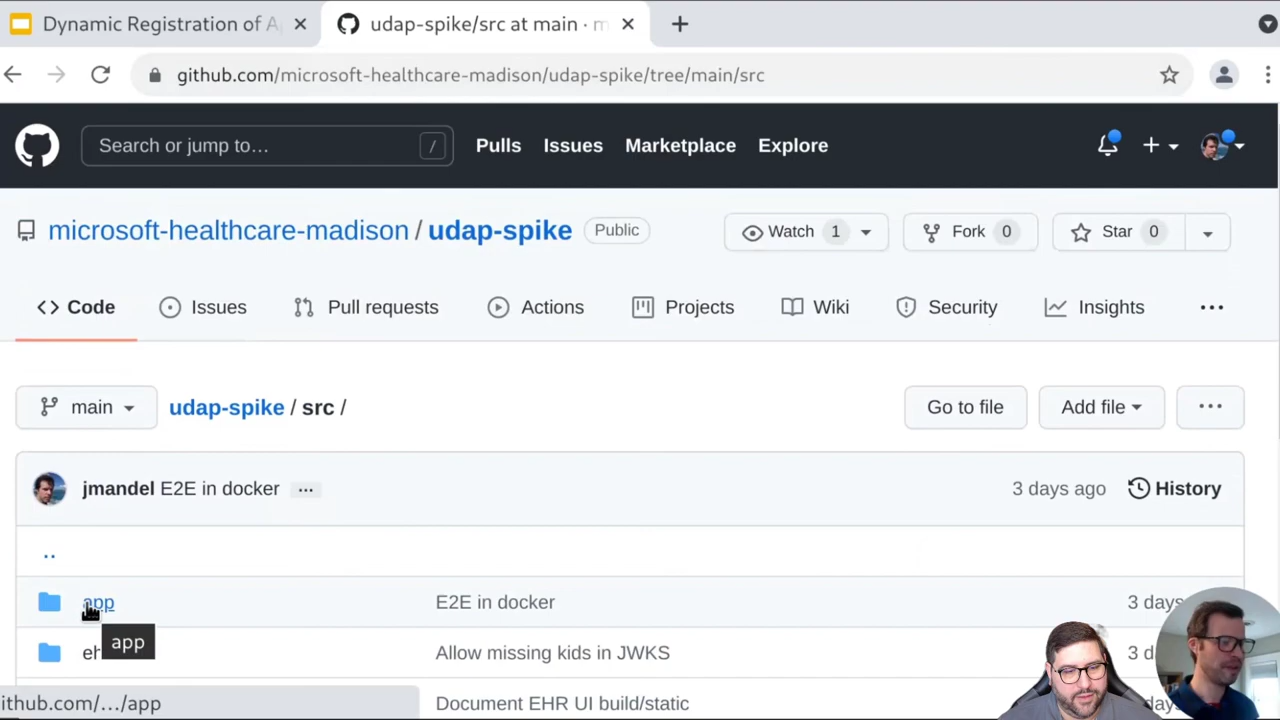 Dynamic Registration of Ap
udap-spike/src at main · m
github.com/microsoft-healthcare-madison/udap-spike/tree/main/src
Search or jump to… /
Pulls Issues Marketplace Explore
microsoft-healthcare-madison / udap-spike Public
Watch 1 Fork 0 Star 0
Code Issues Pull requests Actions Projects Wiki Security Insights
main udap-spike / src / Go to file Add file
jmandel E2E in docker … 3 days ago History
..
app E2E in docker 3 days
app
eh Allow missing kids in JWKS 3 d
ithub.com/…/app Document EHR UI build/static days